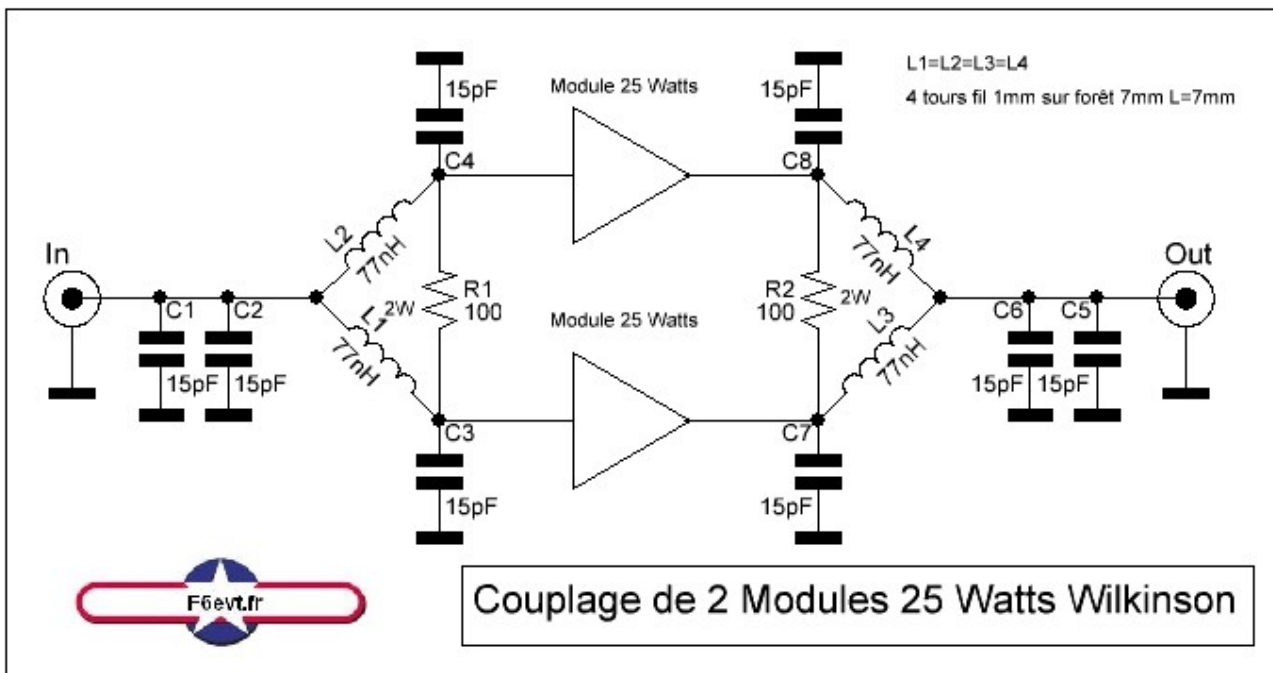 L1=L2=L3=L4
4 tours fil 1mm sur forêt 7mm L=7mm
15pF
Module 25 Watts
15pF
C4
C8
L2
77nH
L4
77nH
In
Out
C1
C2
R1
100
2W
R2
100
2W
C6
C5
L1
77nH
Module 25 Watts
L3
77nH
15pF
15pF
15pF
15pF
C3
C7
15pF
15pF
F6evt.fr
Couplage de 2 Modules 25 Watts Wilkinson